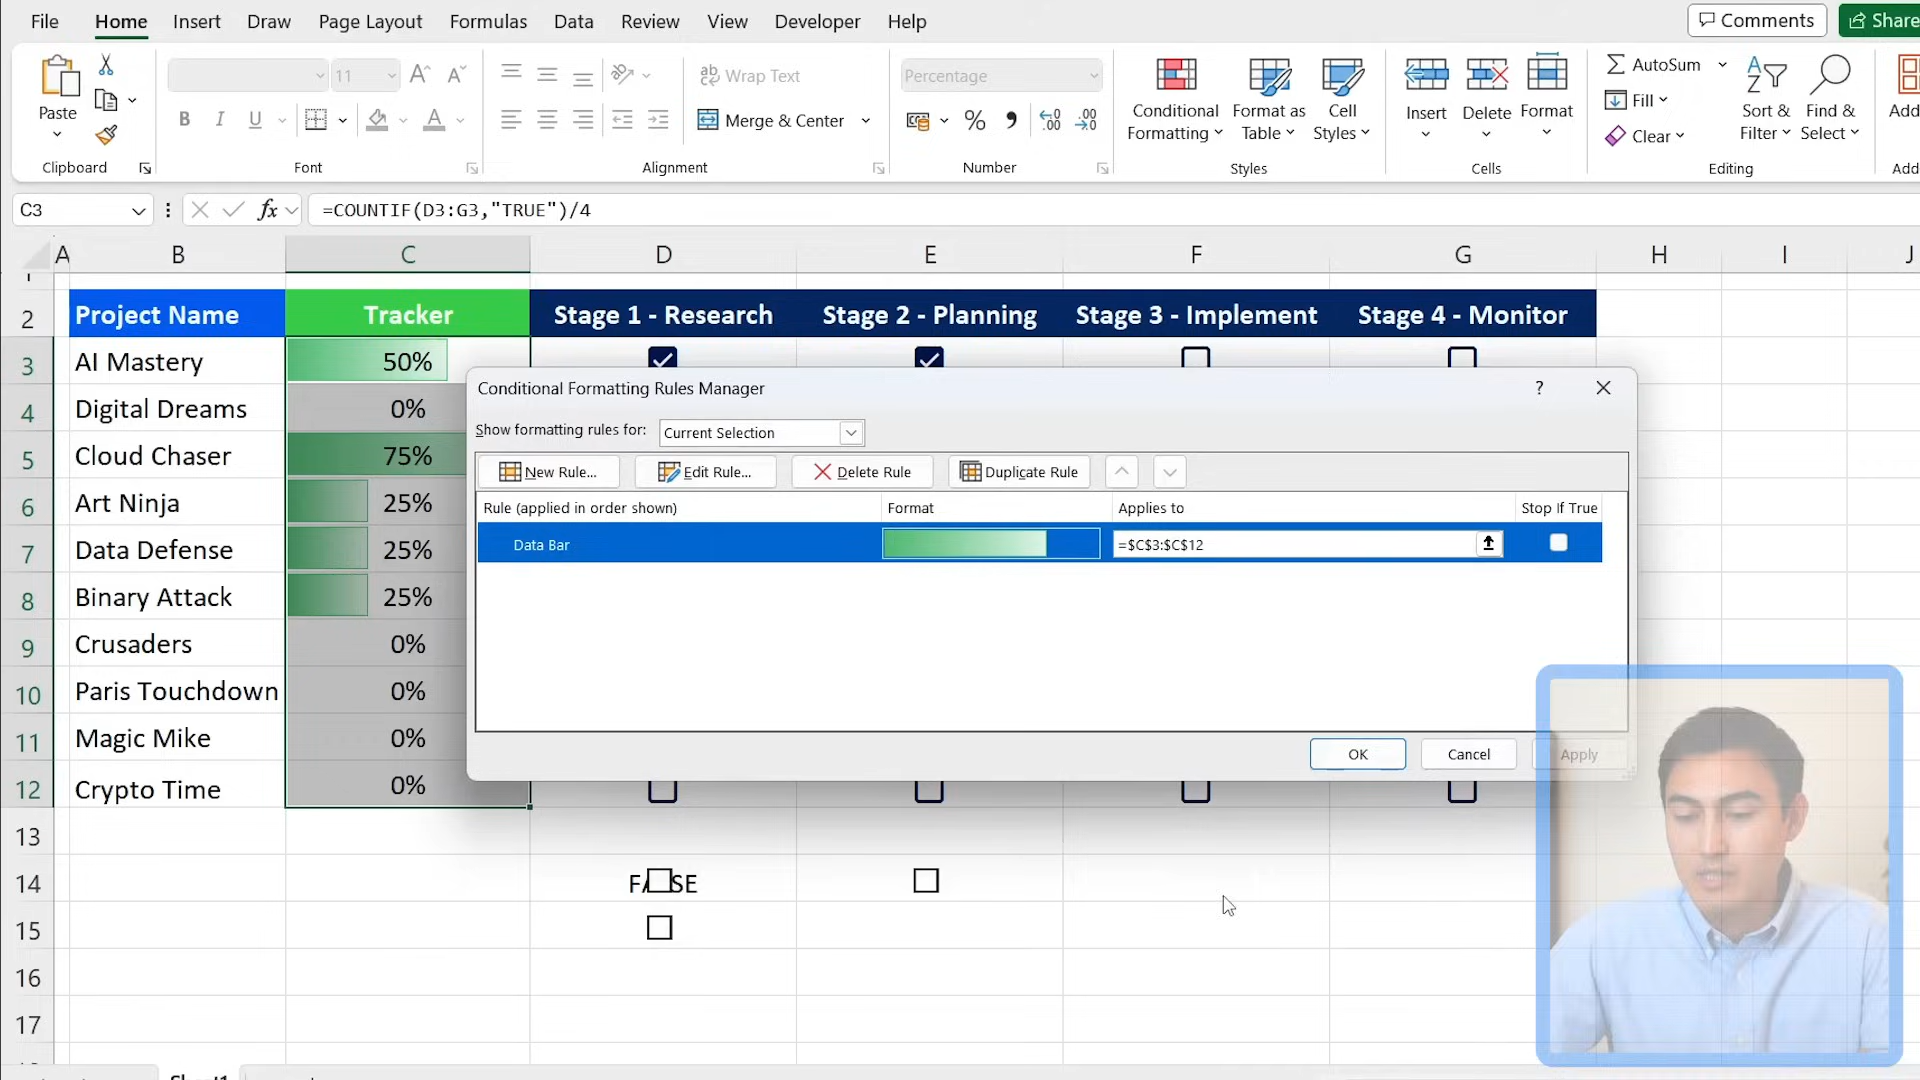 File Home Insert Draw Page Layout Formulas Data Review View Developer Help Comments Share
11 ab Wrap Text Percentage AutoSum
Paste Conditional Format as Cell Insert Delete Format Fill Sort & Find &
B I U A Merge & Center % Formatting Table Styles Clear Filter Select
Clipboard Font Alignment Number Styles Cells Editing
C3 fx =COUNTIF(D3:G3,"TRUE")/4
A B C D E F G H I J
2 Project Name Tracker Stage 1 - Research Stage 2 - Planning Stage 3 - Implement Stage 4 - Monitor
3 AI Mastery 50%
4 Digital Dreams 0%
5 Cloud Chaser 75%
6 Art Ninja 25%
7 Data Defense 25%
8 Binary Attack 25%
9 Crusaders 0%
10 Paris Touchdown 0%
11 Magic Mike 0%
12 Crypto Time 0%
13
14
15
16
17
Conditional Formatting Rules Manager ?
Show formatting rules for: Current Selection
New Rule... Edit Rule... Delete Rule Duplicate Rule
Rule (applied in order shown) Format Applies to Stop If True
Data Bar =$C$3:$C$12
OK Cancel Apply